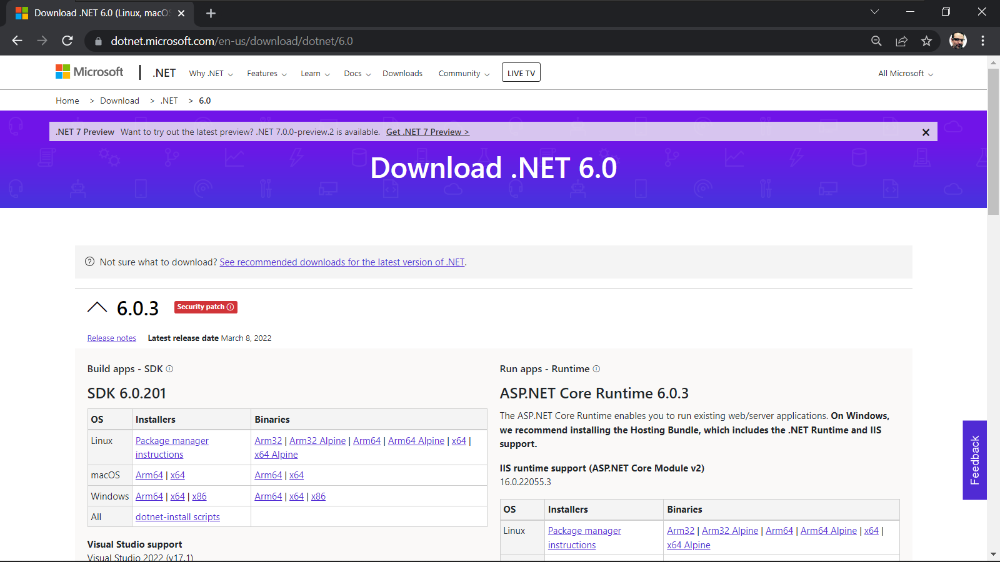 Download .NET 6.0 (Linux, macOS
dotnet.microsoft.com/en-us/download/dotnet/6.0
Microsoft .NET Why .NET Features Learn Docs Downloads Community LIVE TV All Microsoft
Home > Download > .NET > 6.0
.NET 7 Preview Want to try out the latest preview? .NET 7.0.0-preview.2 is available. Get .NET 7 Preview >
Download .NET 6.0
Not sure what to download? See recommended downloads for the latest version of .NET.
6.0.3 Security patch
Release notes Latest release date March 8, 2022
Build apps - SDK
SDK 6.0.201
OS Installers Binaries
Linux Package manager instructions Arm32 | Arm32 Alpine | Arm64 | Arm64 Alpine | x64 |
x64 Alpine
macOS Arm64 | x64 Arm64 | x64
Windows Arm64 | x64 | x86 Arm64 | x64 | x86
All dotnet-install scripts
Visual Studio support
Visual Studio 2022 (v17.1)
Run apps - Runtime
ASP.NET Core Runtime 6.0.3
The ASP.NET Core Runtime enables you to run existing web/server applications. On Windows,
we recommend installing the Hosting Bundle, which includes the .NET Runtime and IIS
support.
IIS runtime support (ASP.NET Core Module v2)
16.0.22055.3
OS Installers Binaries
Linux Package manager instructions Arm32 | Arm32 Alpine | Arm64 | Arm64 Alpine | x64 |
x64 Alpine
Feedback